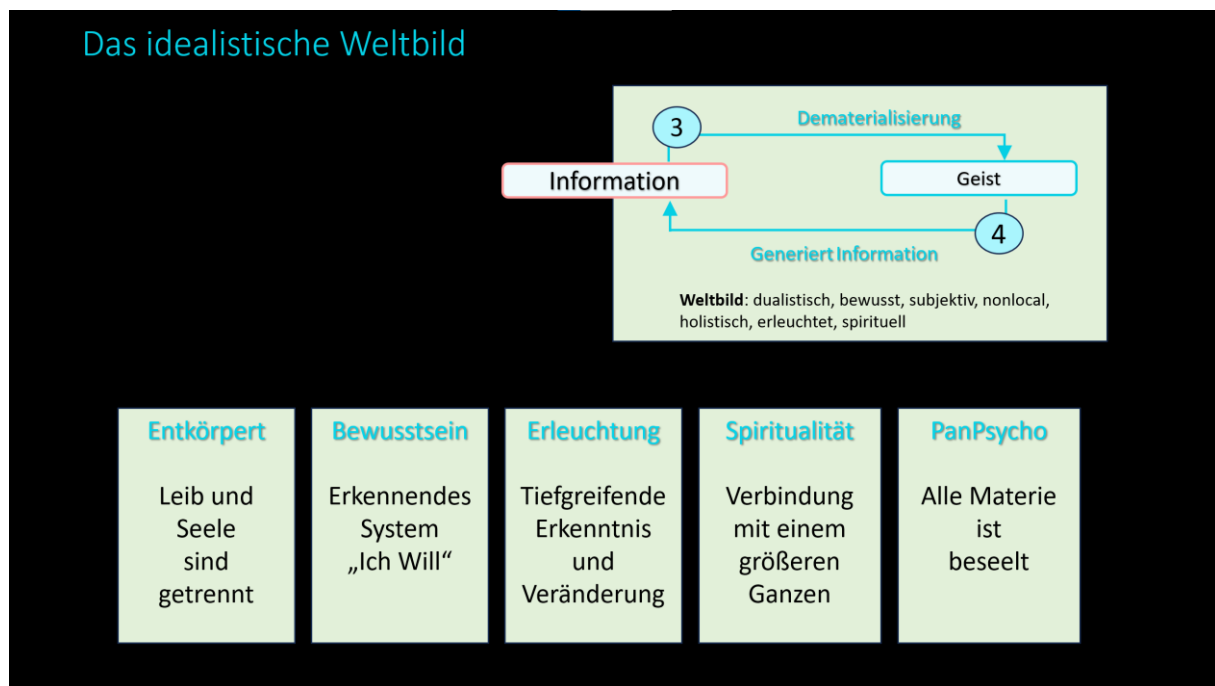 Das idealistische Weltbild
3
Dematerialisierung
Information
Geist
4
Generiert Information
Weltbild: dualistisch, bewusst, subjektiv, nonlocal,
holistisch, erleuchtet, spirituell
Entkörpert
Leib und
Seele
sind
getrennt
Bewusstsein
Erkennendes
System
„Ich Will“
Erleuchtung
Tiefgreifende
Erkenntnis
und
Veränderung
Spiritualität
Verbindung
mit einem
größeren
Ganzen
PanPsycho
Alle Materie
ist
beseelt